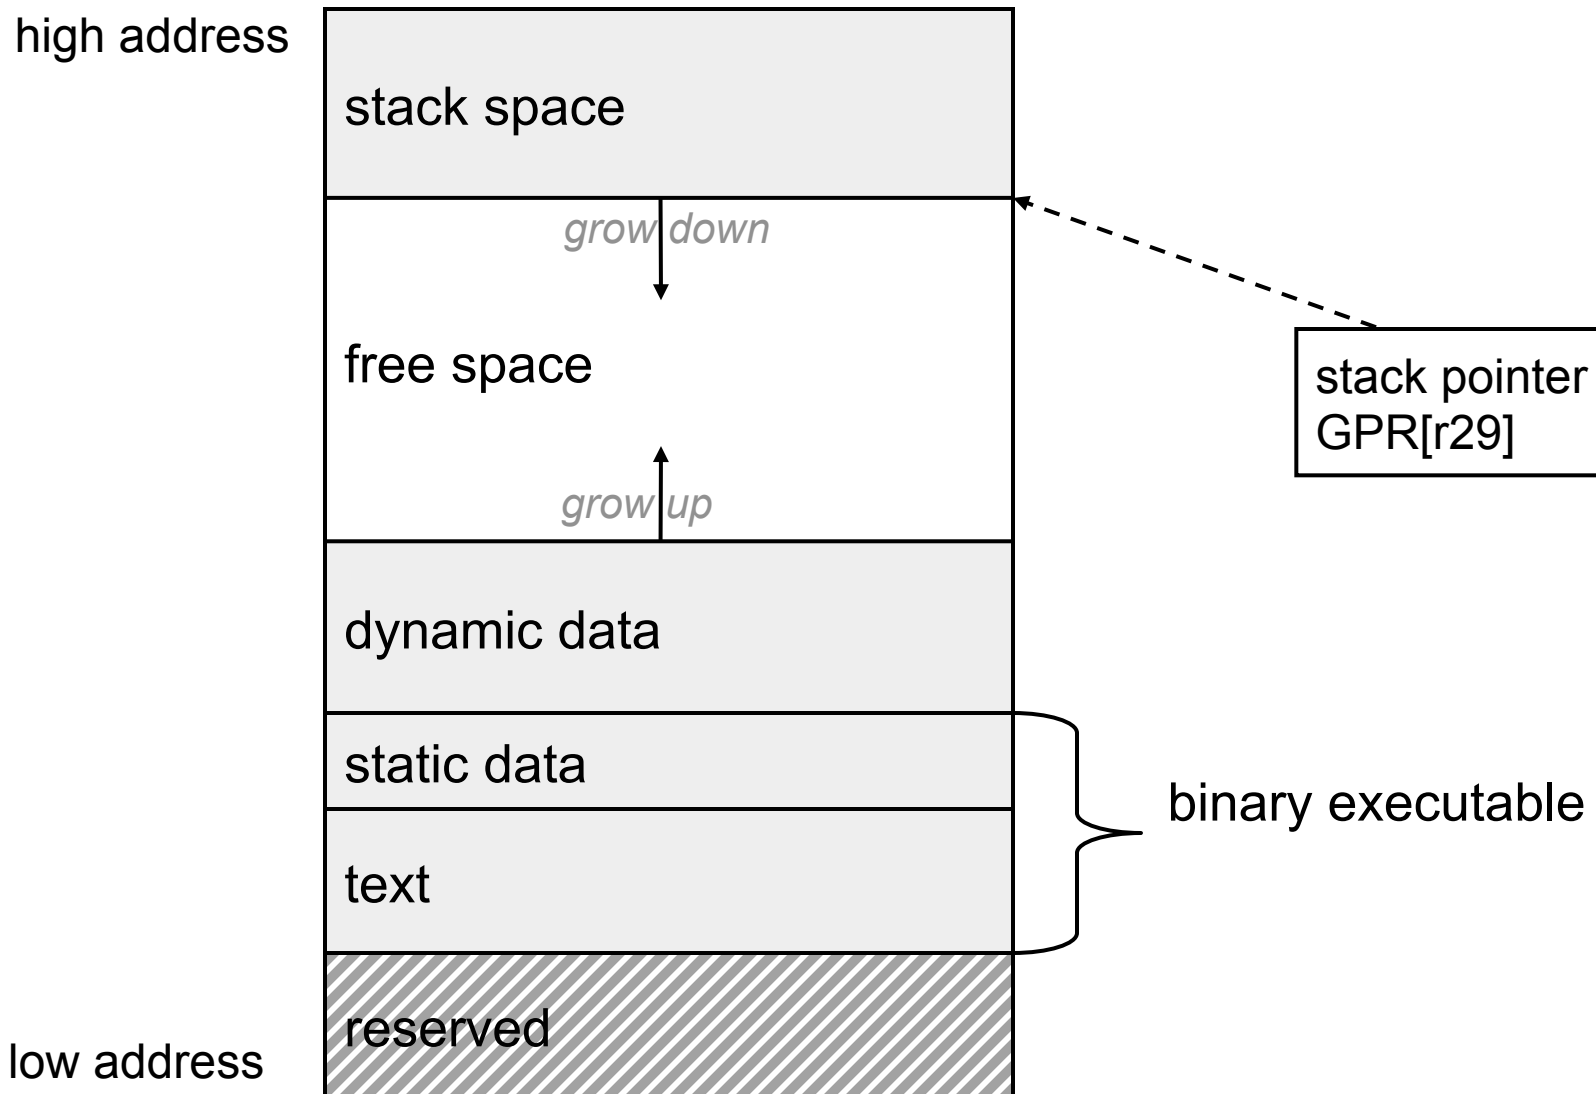 high address
stack space
grow down
free space
stack pointer
GPR[r29]
grow up
dynamic data
static data
binary executable
text
reserved
low address